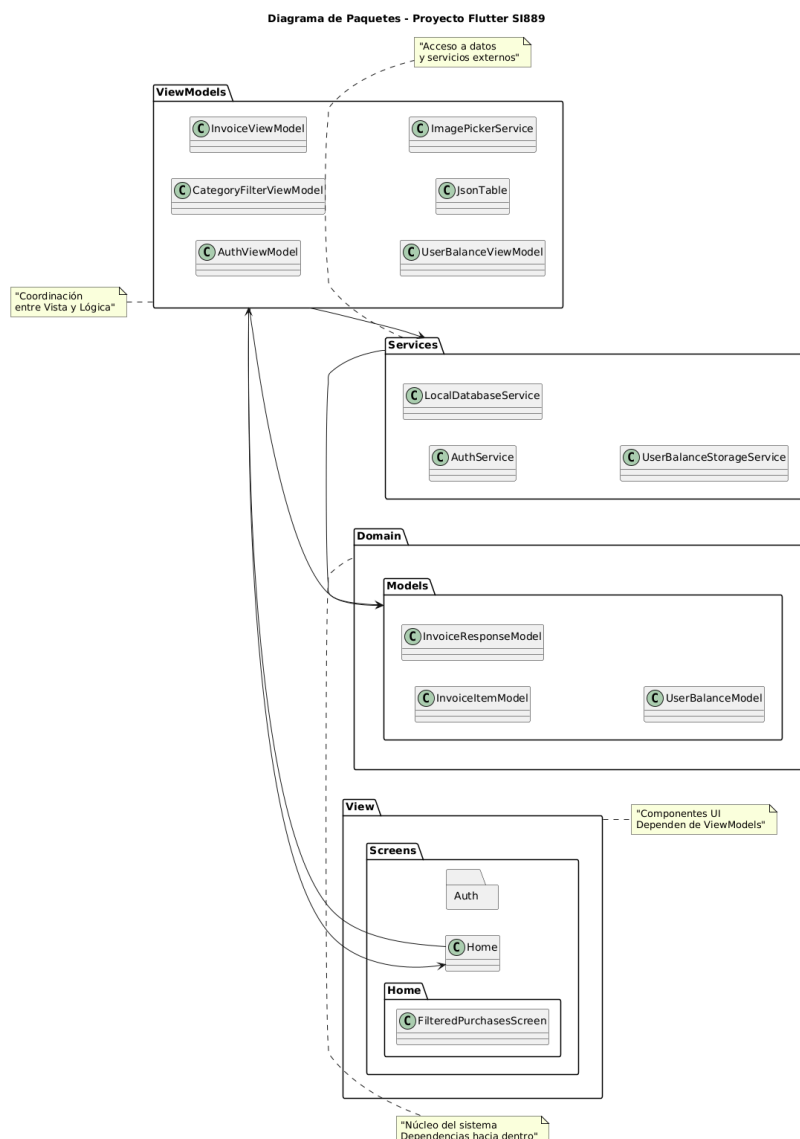 Diagrama de Paquetes - Proyecto Flutter SI889
"Acceso a datos
y servicios externos"
ViewModels
C InvoiceViewModel
C ImagePickerService
C CategoryFilterViewModel
C JsonTable
C AuthViewModel
C UserBalanceViewModel
"Coordinación
entre Vista y Lógica"
Services
C LocalDatabaseService
C AuthService
C UserBalanceStorageService
Domain
Models
C InvoiceResponseModel
C InvoiceItemModel
C UserBalanceModel
View
"Componentes UI
Dependen de ViewModels"
Screens
Auth
C Home
Home
C FilteredPurchasesScreen
"Núcleo del sistema
Dependencias hacia dentro"